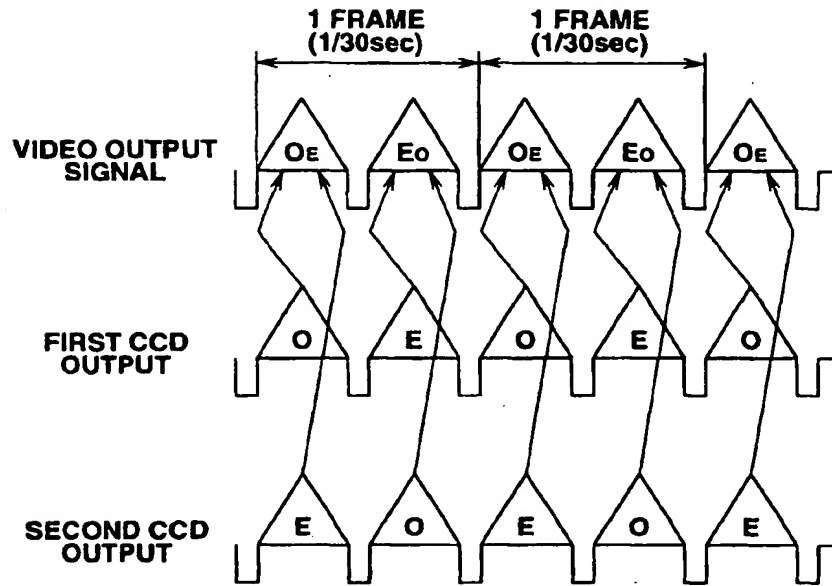 1 FRAME 1 FRAME
(1/30sec) (1/30sec)
VIDEO OUTPUT
SIGNAL
OE EO OE EO OE
FIRST CCD
OUTPUT
O E O E O
SECOND CCD
OUTPUT
E O E O E